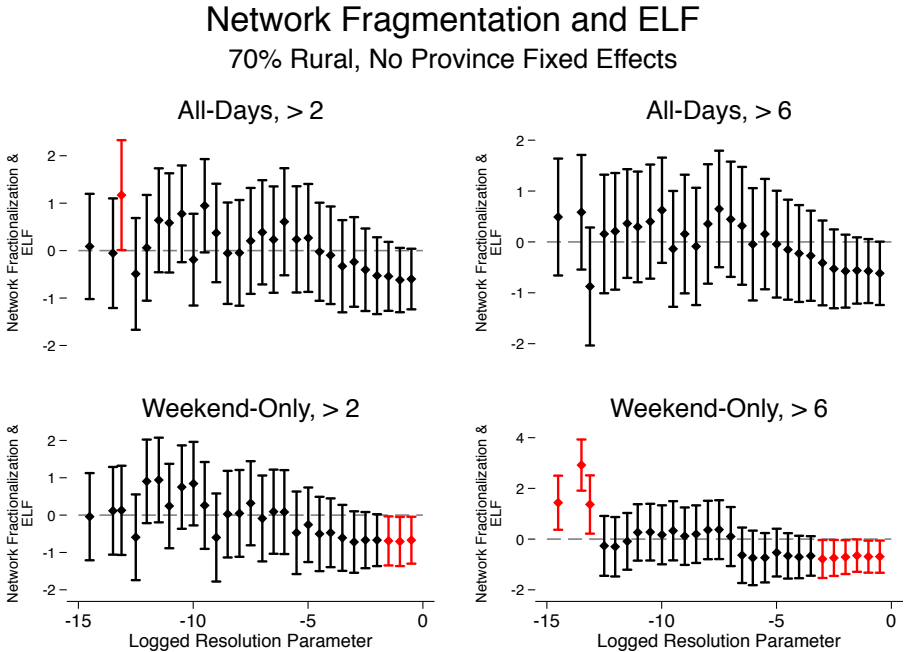 Network Fragmentation and ELF
70% Rural, No Province Fixed Effects
All-Days, > 2
Network Fractionalization &
ELF
2
1
0
-1
-2
All-Days, > 6
Network Fractionalization &
ELF
2
1
0
-1
-2
Weekend-Only, > 2
Network Fractionalization &
ELF
2
1
0
-1
-2
-15 -10 -5 0
Logged Resolution Parameter
Weekend-Only, > 6
Network Fractionalization &
ELF
4
2
0
-2
-15 -10 -5 0
Logged Resolution Parameter